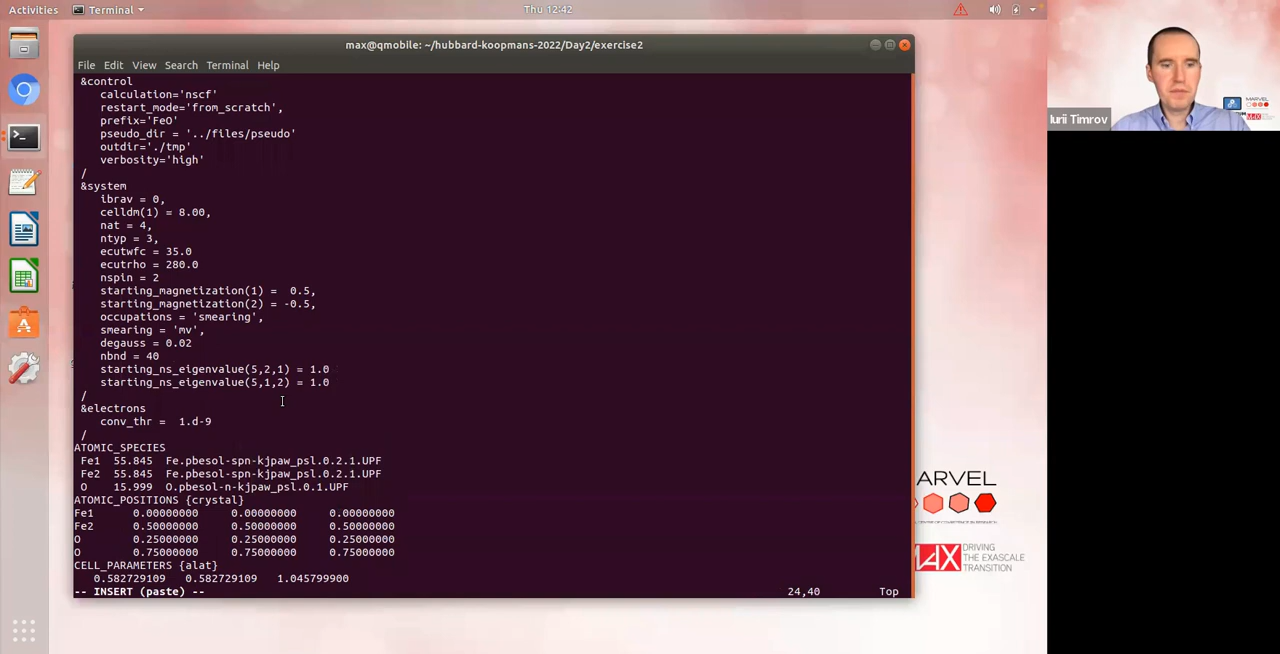 Activities
Terminal
Thu 12:42
max@qmobile: ~/hubbard-koopmans-2022/Day2/exercise2
File Edit View Search Terminal Help
&control
calculation='nscf'
restart_mode='from_scratch',
prefix='FeO'
pseudo_dir = '../files/pseudo'
outdir='./tmp'
verbosity='high'
/
&system
ibrav = 0,
celldm(1) = 8.00,
nat = 4,
ntyp = 3,
ecutwfc = 35.0
ecutrho = 280.0
nspin = 2
starting_magnetization(1) =  0.5,
starting_magnetization(2) = -0.5,
occupations = 'smearing',
smearing = 'mv',
degauss = 0.02
nbnd = 40
starting_ns_eigenvalue(5,2,1) = 1.0
starting_ns_eigenvalue(5,1,2) = 1.0
/
&electrons
conv_thr =  1.d-9
/
ATOMIC_SPECIES
Fe1  55.845  Fe.pbesol-spn-kjpaw_psl.0.2.1.UPF
Fe2  55.845  Fe.pbesol-spn-kjpaw_psl.0.2.1.UPF
O    15.999  O.pbesol-n-kjpaw_psl.0.1.UPF
ATOMIC_POSITIONS {crystal}
Fe1      0.00000000   0.00000000   0.00000000
Fe2      0.50000000   0.50000000   0.50000000
O        0.25000000   0.25000000   0.25000000
O        0.75000000   0.75000000   0.75000000
CELL_PARAMETERS {alat}
0.582729109   0.582729109   1.045799900
-- INSERT (paste) --
24,40
Top
Iurii Timrov
MARVEL
ARVEL
AX
DRIVING
THE EXASCALE
TRANSITION